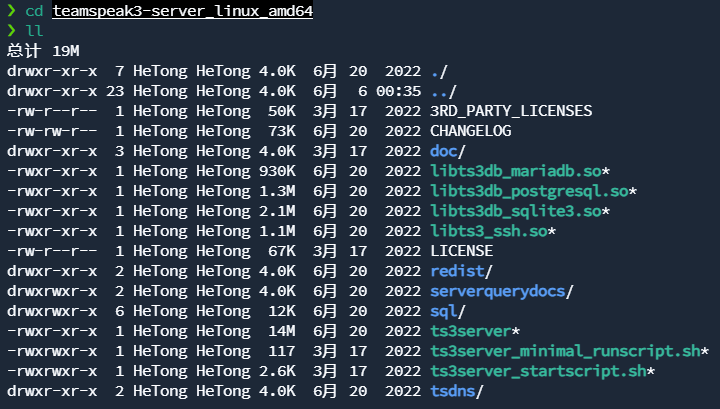 ❯ cd teamspeak3-server_linux_amd64
❯ ll
总计 19M
drwxr-xr-x  7 HeTong HeTong 4.0K  6月 20  2022 ./
drwxr-xr-x 23 HeTong HeTong 4.0K  6月  6 00:35 ../
-rw-r--r--  1 HeTong HeTong  50K  3月 17  2022 3RD_PARTY_LICENSES
-rw-rw-r--  1 HeTong HeTong  73K  6月 20  2022 CHANGELOG
drwxr-xr-x  3 HeTong HeTong 4.0K  3月 17  2022 doc/
-rwxr-xr-x  1 HeTong HeTong 930K  6月 20  2022 libts3db_mariadb.so*
-rwxr-xr-x  1 HeTong HeTong 1.3M  6月 20  2022 libts3db_postgresql.so*
-rwxr-xr-x  1 HeTong HeTong 2.1M  6月 20  2022 libts3db_sqlite3.so*
-rwxr-xr-x  1 HeTong HeTong 1.1M  6月 20  2022 libts3_ssh.so*
-rw-r--r--  1 HeTong HeTong  67K  3月 17  2022 LICENSE
drwxr-xr-x  2 HeTong HeTong 4.0K  6月 20  2022 redist/
drwxrwxr-x  2 HeTong HeTong 4.0K  6月 20  2022 serverquerydocs/
drwxrwxr-x  6 HeTong HeTong  12K  6月 20  2022 sql/
-rwxr-xr-x  1 HeTong HeTong  14M  6月 20  2022 ts3server*
-rwxrwxr-x  1 HeTong HeTong  117  3月 17  2022 ts3server_minimal_runscript.sh*
-rwxrwxr-x  1 HeTong HeTong 2.6K  3月 17  2022 ts3server_startscript.sh*
drwxr-xr-x  2 HeTong HeTong 4.0K  6月 20  2022 tsdns/